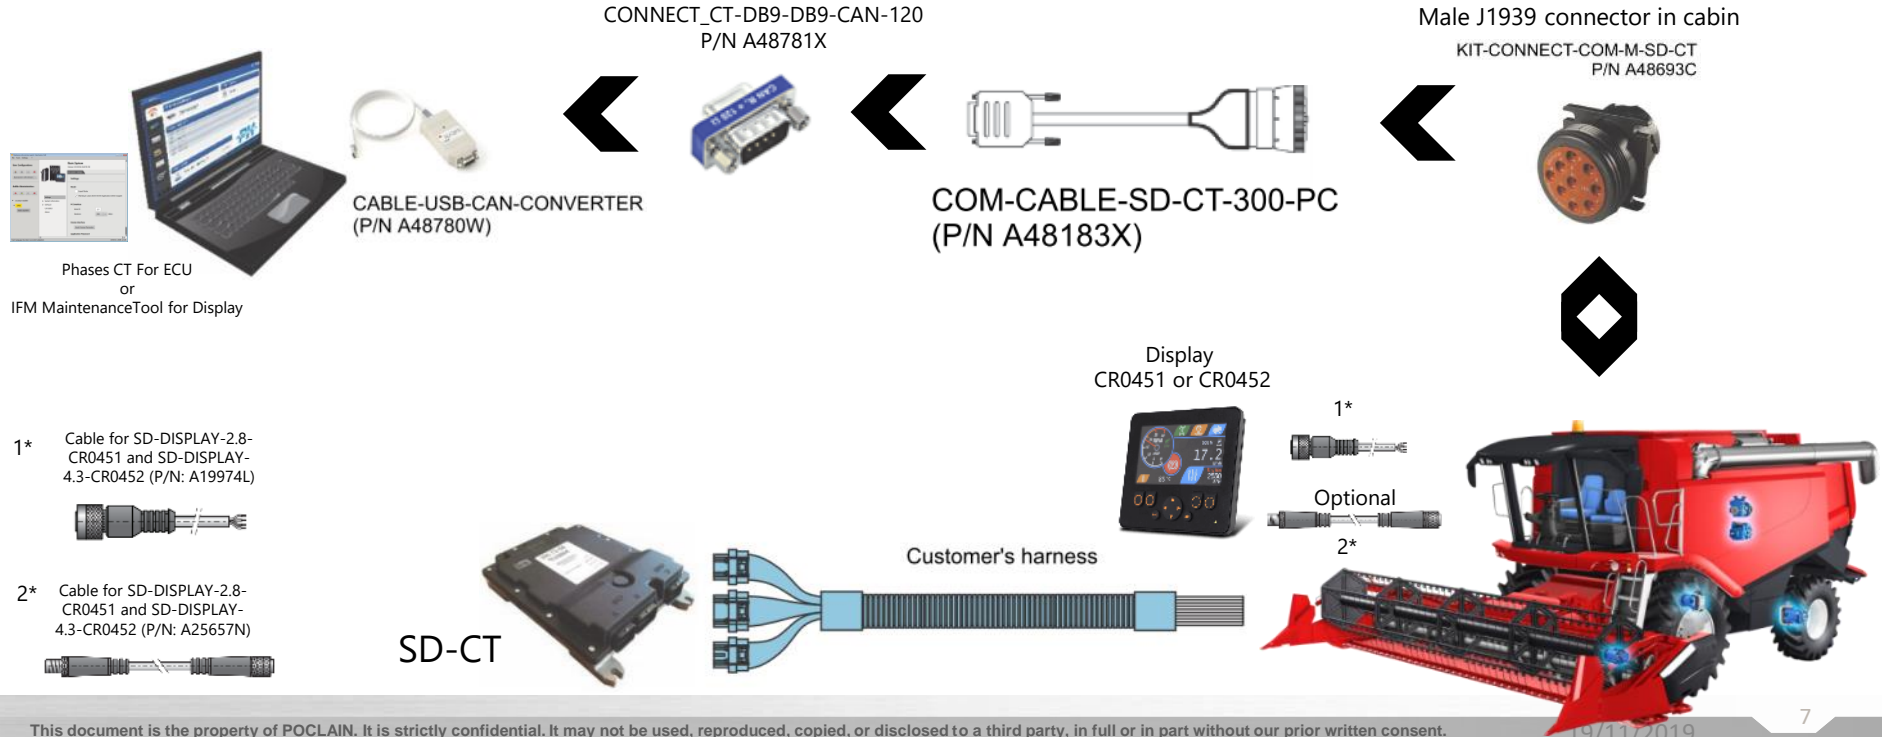 CONNECT_CT-DB9-DB9-CAN-120
P/N A48781X
Male J1939 connector in cabin
KIT-CONNECT-COM-M-SD-CT
P/N A48693C
CAN R. = 120 Ω
CABLE-USB-CAN-CONVERTER
(P/N A48780W)
COM-CABLE-SD-CT-300-PC
(P/N A48183X)
Phases CT For ECU
or
IFM MaintenanceTool for Display
Display
CR0451 or CR0452
17.2
1*
Optional
2*
1*
Cable for SD-DISPLAY-2.8-
CR0451 and SD-DISPLAY-
4.3-CR0452 (P/N: A19974L)
2*
Cable for SD-DISPLAY-2.8-
CR0451 and SD-DISPLAY-
4.3-CR0452 (P/N: A25657N)
SD-CT
Customer's harness
This document is the property of POCLAIN. It is strictly confidential. It may not be used, reproduced, copied, or disclosed to a third party, in full or in part without our prior written consent.
19/11/2019
7